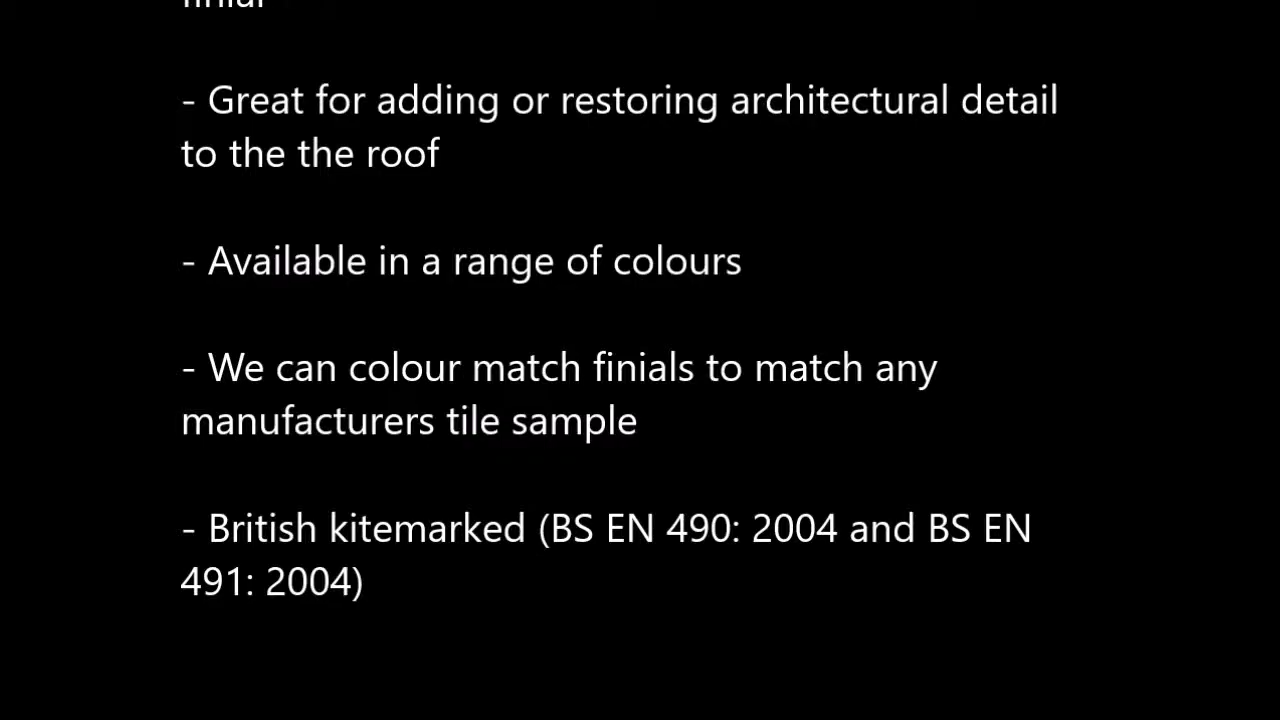 finial
- Great for adding or restoring architectural detail
to the the roof
- Available in a range of colours
- We can colour match finials to match any
manufacturers tile sample
- British kitemarked (BS EN 490: 2004 and BS EN
491: 2004)